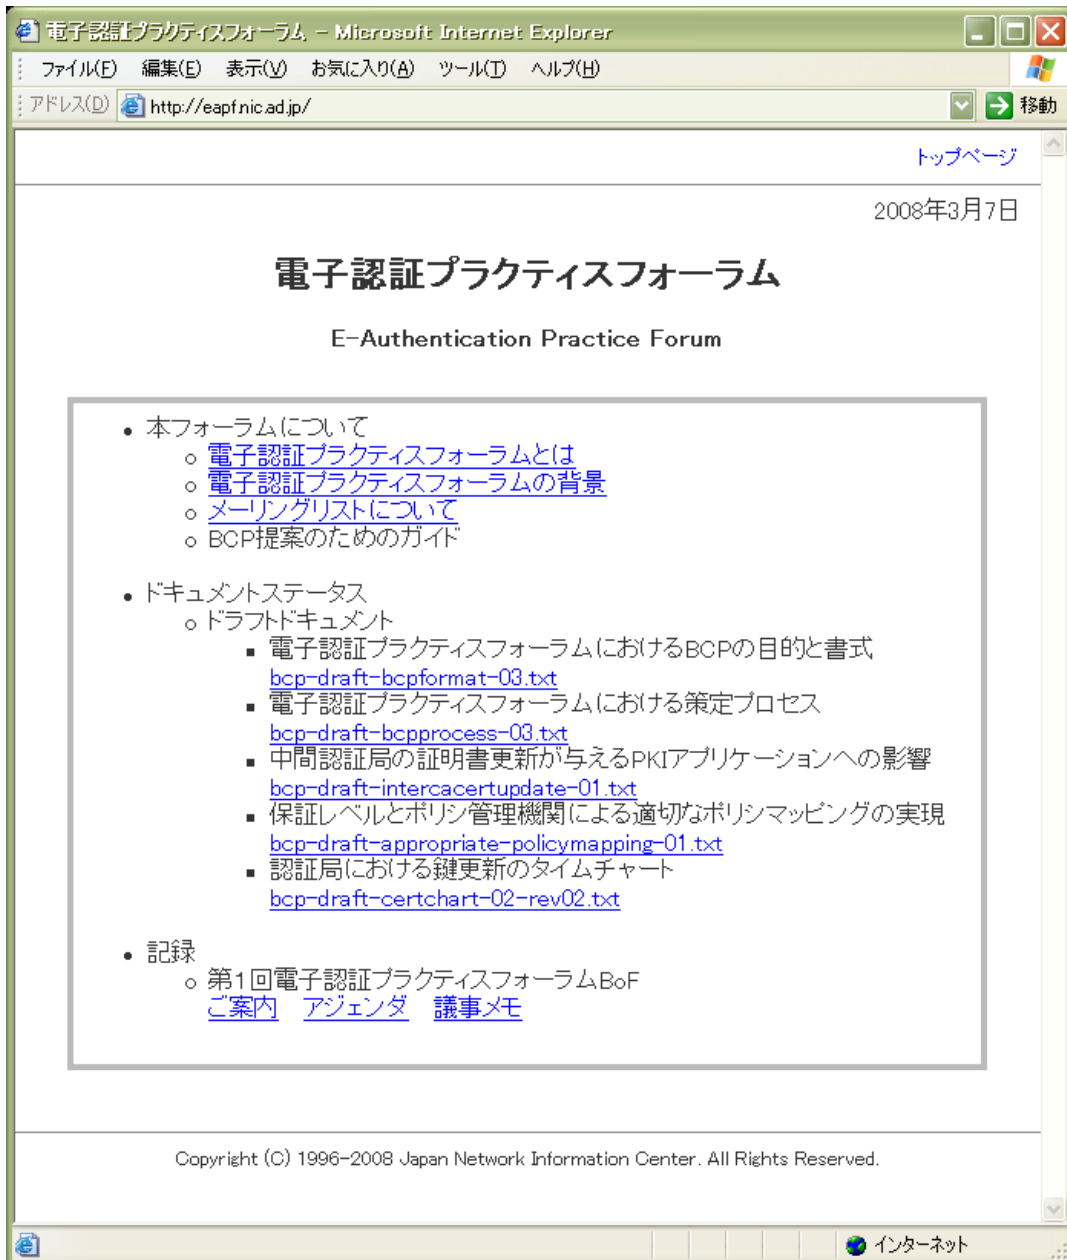 電子認証プラクティスフォーラム - Microsoft Internet Explorer
ファイル(F) 編集(E) 表示(V) お気に入り(A) ツール(T) ヘルプ(H)
アドレス(D) http://eapf.nic.ad.jp/ 移動
トップページ
2008年3月7日
電子認証プラクティスフォーラム
E-Authentication Practice Forum
本フォーラムについて
電子認証プラクティスフォーラムとは
電子認証プラクティスフォーラムの背景
メーリングリストについて
BCP提案のためのガイド
ドキュメントステータス
ドラフトドキュメント
電子認証プラクティスフォーラムにおけるBCPの目的と書式
bcp-draft-bcpformat-03.txt
電子認証プラクティスフォーラムにおける策定プロセス
bcp-draft-bcpprocess-03.txt
中間認証局の証明書更新が与えるPKIアプリケーションへの影響
bcp-draft-intercacertupdate-01.txt
保証レベルとポリシ管理機関による適切なポリシマッピングの実現
bcp-draft-appropriate-policymapping-01.txt
認証局における鍵更新のタイムチャート
bcp-draft-certchart-02-rev02.txt
記録
第1回電子認証プラクティスフォーラムBoF
ご案内 アジェンダ 議事メモ
Copyright (C) 1996-2008 Japan Network Information Center. All Rights Reserved.
インターネット